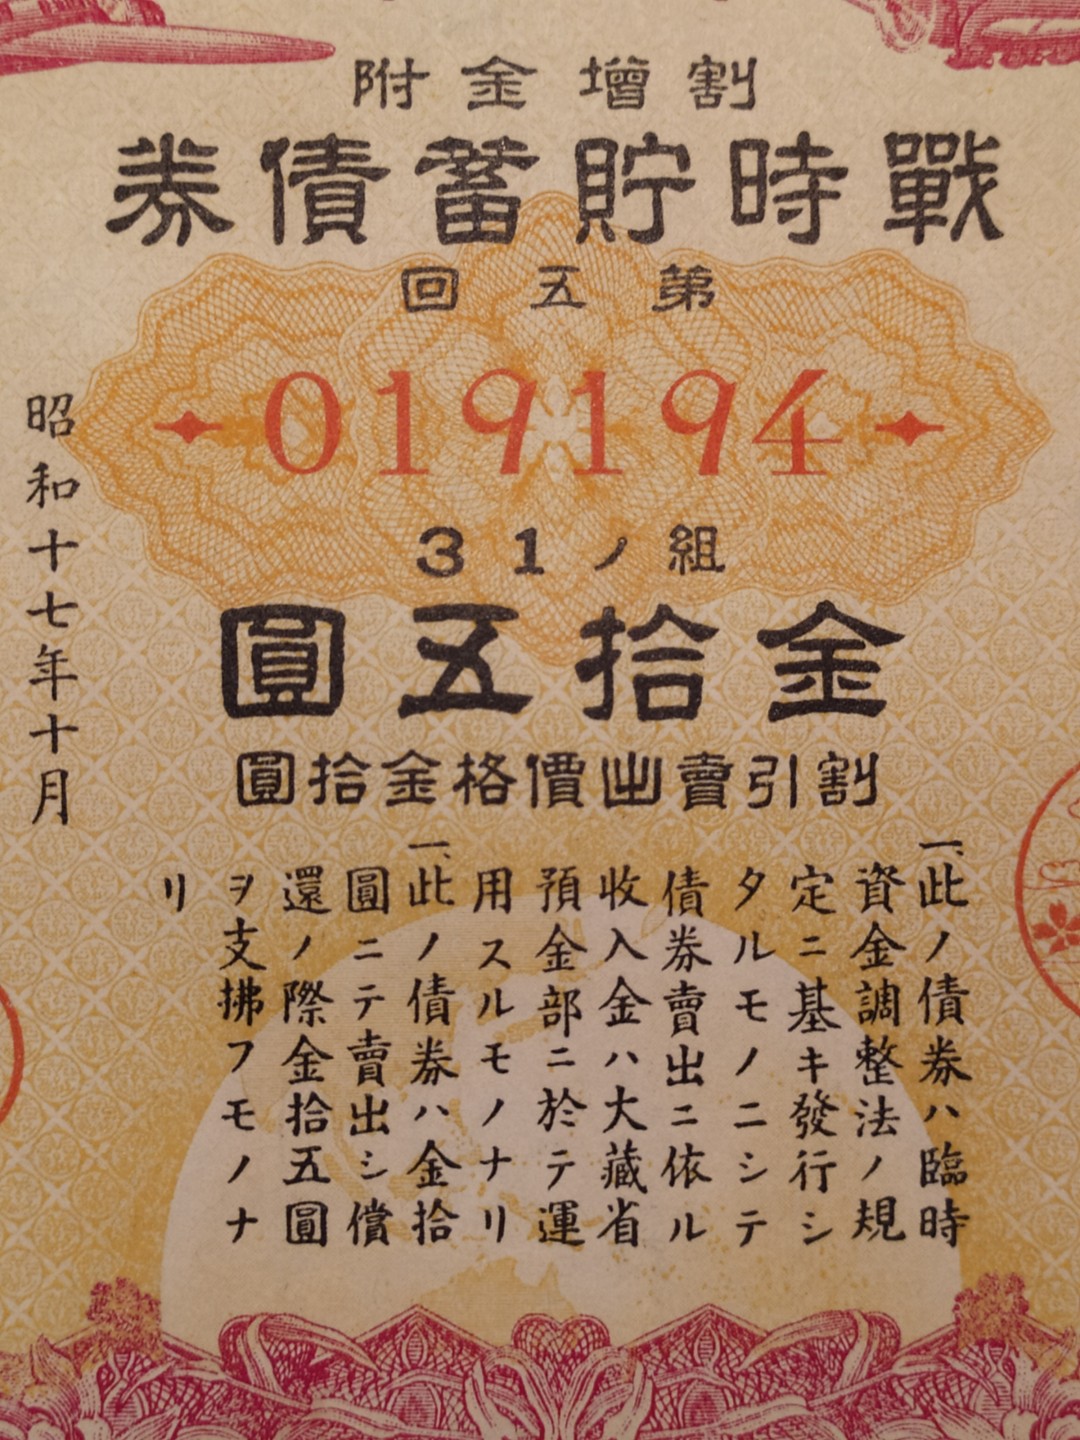 割增金附
戰時貯蓄債券
第五回
019194
31ノ組
金拾五圓
割引賣出價格金拾圓
一、此ノ債券ハ臨時
資金調整法ノ規
定ニ基キ發行シ
タルモノニシテ
債券賣出ニ依ル
收入金ハ大藏省
預金部ニ於テ運
用スルモノナリ
一、此ノ債券ハ金拾
圓ニテ賣出シ償
還ノ際金拾五圓
ヲ支拂フモノナ
リ
昭和十七年十月